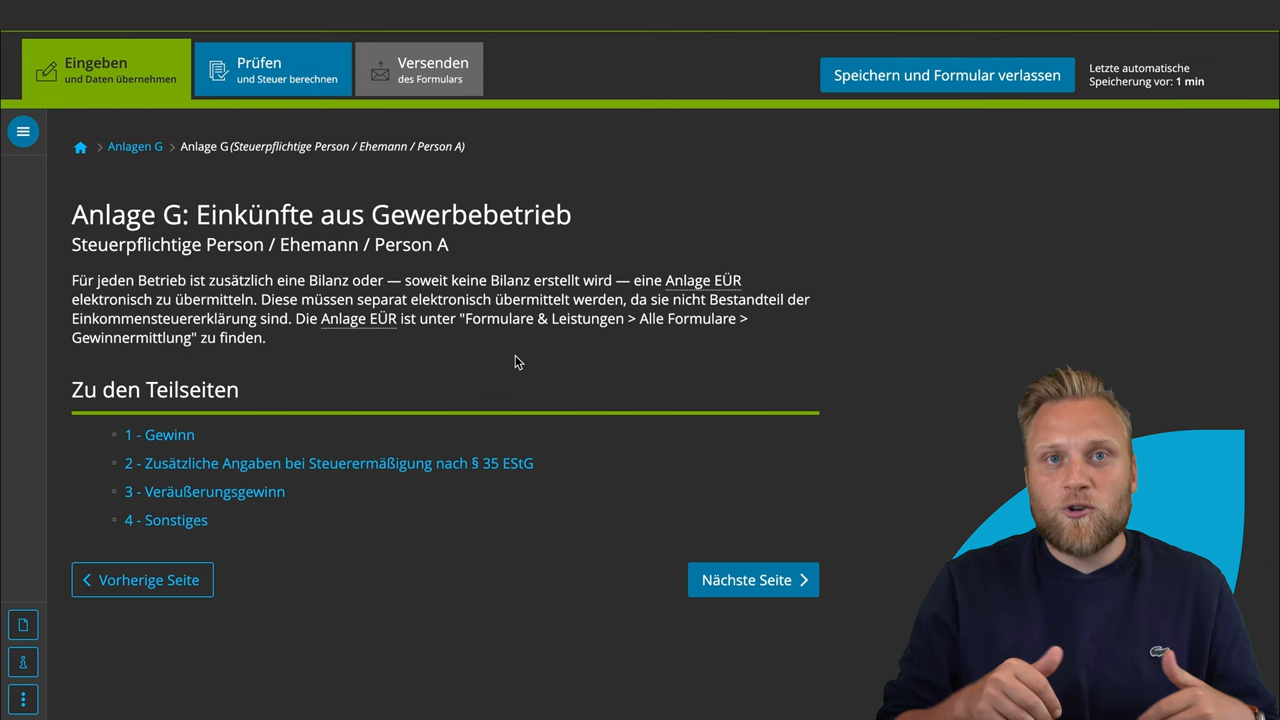 Eingeben
und Daten übernehmen
Prüfen
und Steuer berechnen
Versenden
des Formulars
Speichern und Formular verlassen
Letzte automatische
Speicherung vor: 1 min
Anlagen G
Anlage G (Steuerpflichtige Person / Ehemann / Person A)
Anlage G: Einkünfte aus Gewerbebetrieb
Steuerpflichtige Person / Ehemann / Person A
Für jeden Betrieb ist zusätzlich eine Bilanz oder — soweit keine Bilanz erstellt wird — eine Anlage EÜR
elektronisch zu übermitteln. Diese müssen separat elektronisch übermittelt werden, da sie nicht Bestandteil der
Einkommensteuererklärung sind. Die Anlage EÜR ist unter "Formulare & Leistungen > Alle Formulare >
Gewinnermittlung" zu finden.
Zu den Teilseiten
1 - Gewinn
2 - Zusätzliche Angaben bei Steuerermäßigung nach § 35 EStG
3 - Veräußerungsgewinn
4 - Sonstiges
Vorherige Seite
Nächste Seite